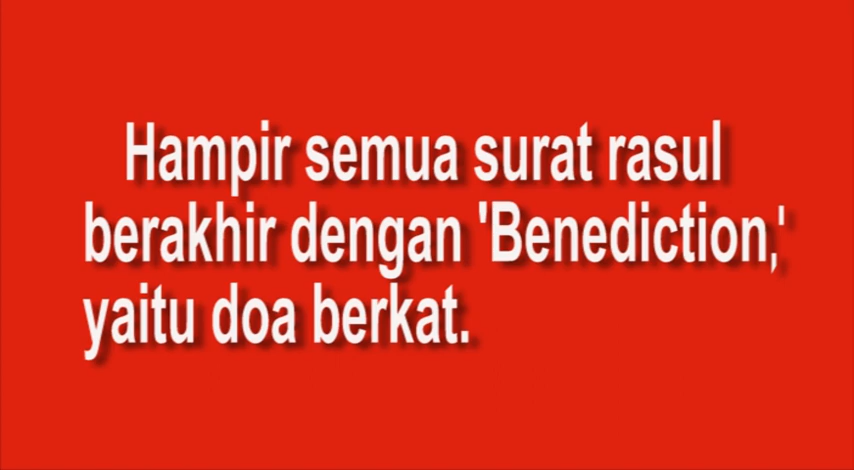 Hampir semua surat rasul
berakhir dengan 'Benediction,'
yaitu doa berkat.